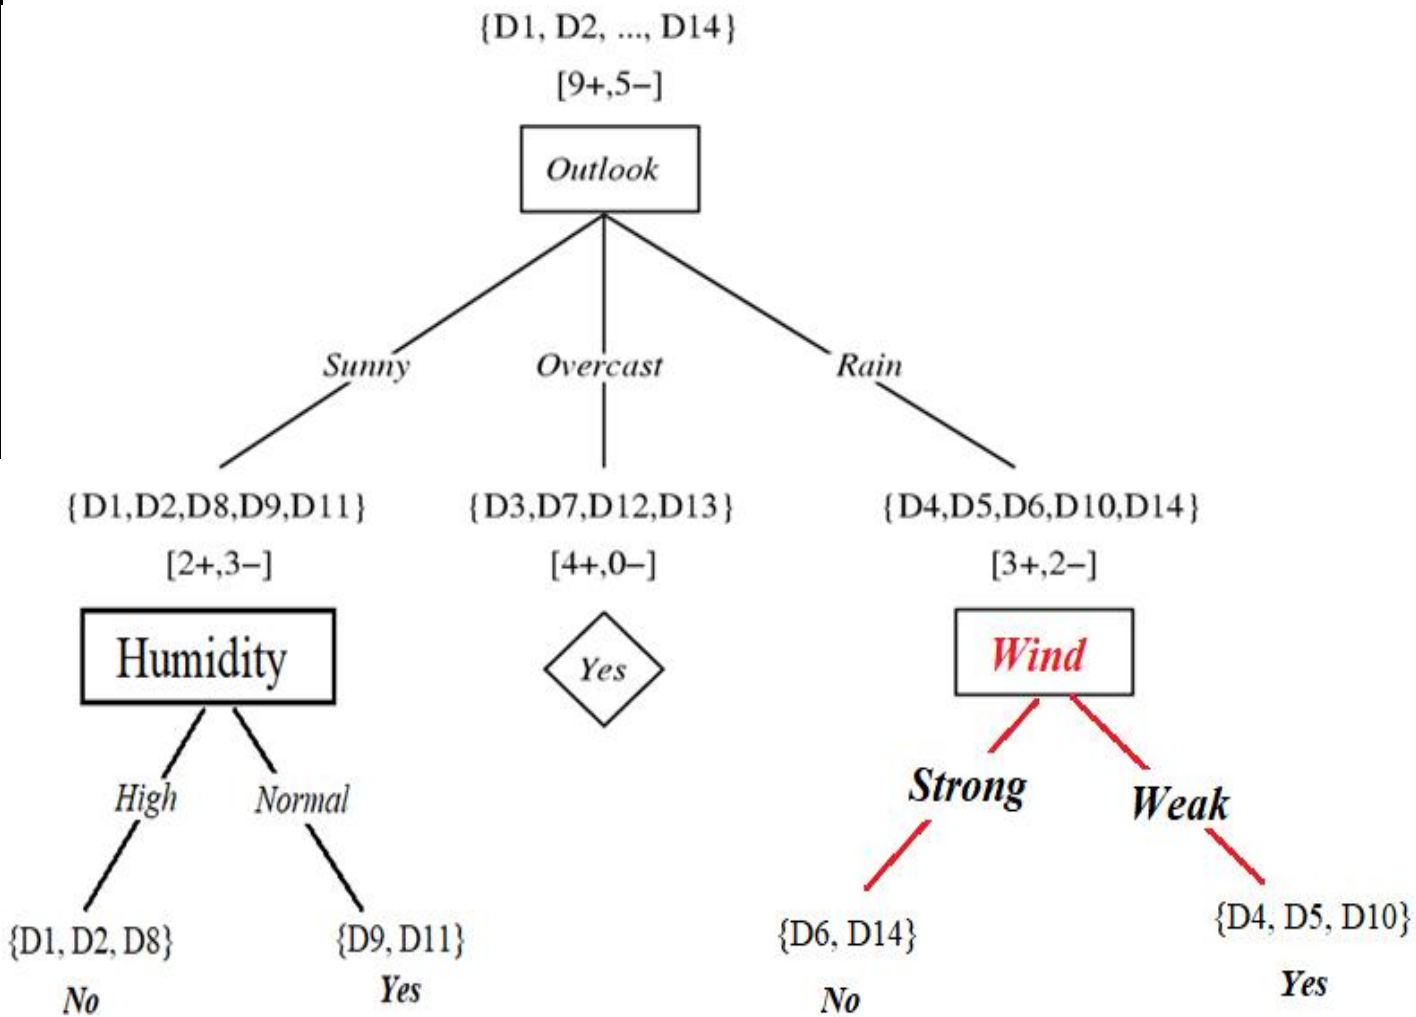 {D1, D2, ..., D14}
[9+,5−]
Outlook
Sunny
Overcast
Rain
{D1,D2,D8,D9,D11}
{D3,D7,D12,D13}
{D4,D5,D6,D10,D14}
[2+,3−]
[4+,0−]
[3+,2−]
Humidity
Yes
Wind
High
Normal
Strong
Weak
{D1, D2, D8}
{D9, D11}
{D6, D14}
{D4, D5, D10}
No
Yes
No
Yes